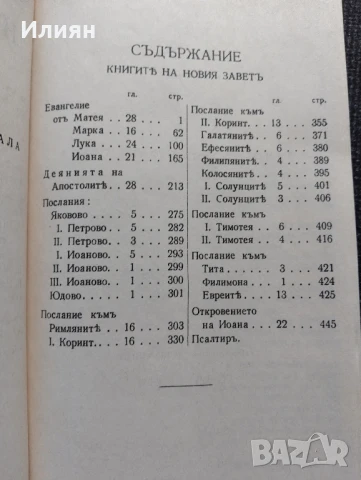 Илиян
АЛА
СЪДЪРЖАНИЕ
КНИГИТѢ НА НОВИЯ ЗАВЕТЪ
гл. стр.
Евангелие
отъ Матея . . 28 - . . 1
Марка . . 16 . . . 62
Лука . . . 24 . . . 100
Иоана . . 21 . . . 165
Деянията на
Апостолитѣ . . 28 . . . 213
Послания :
Яковово . . 5 . . . 275
I. Петрово . . 5 . . . 282
II. Петрово . . 3 . . . 289
I. Иоаново . . 5 . . . 293
II. Иоаново . . 1 . . . 299
III. Иоаново . . 1 . . . 300
Юдово . . . 1 . . . 301
Послание къмъ
Римлянитѣ . . 16 . . . 303
I. Коринт. . . 16 . . . 330
гл. стр.
Послание къмъ
II. Коринт. . 13 . . . 355
Галатянитѣ . 6 . . . 371
Ефесянитѣ . 6 . . . 380
Филипянитѣ . 4 . . . 389
Колосянитѣ . 4 . . . 395
I. Солунцитѣ 5 . . . 401
II. Солунцитѣ 3 . . . 406
Послание къмъ
I. Тимотея . . 6 . . . 409
II. Тимотея . . 4 . . . 416
Послание къмъ
Тита . . . 3 . . . 421
Филимона . . 1 . . . 424
Евреитѣ . . 13 . . . 425
Откровението
на Иоана . . 22 . . . 445
Псалтиръ.
BAZAR.bg